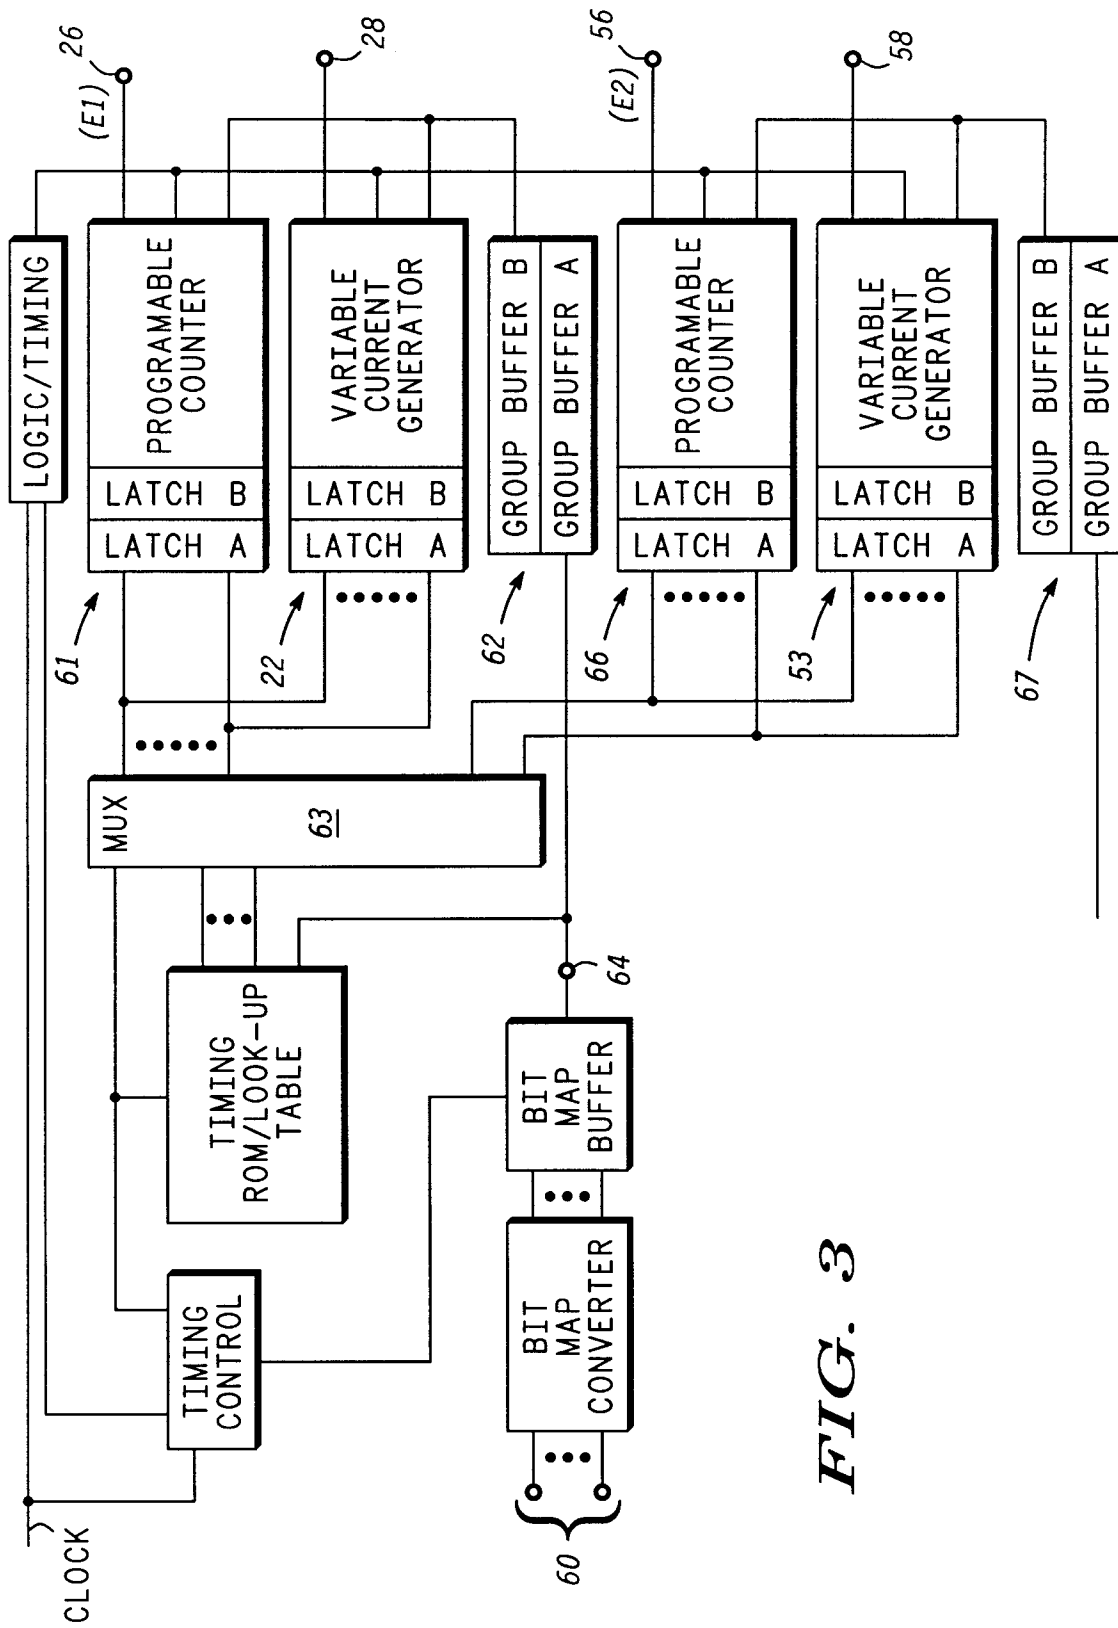 CLOCK
LOGIC/TIMING
TIMING
CONTROL
TIMING
ROM/LOOK-UP
TABLE
MUX
63
61
LATCH A
LATCH B
PROGRAMABLE
COUNTER
(E1)
26
22
LATCH A
LATCH B
VARIABLE
CURRENT
GENERATOR
28
62
GROUP BUFFER B
GROUP BUFFER A
60
BIT
MAP
CONVERTER
BIT
MAP
BUFFER
64
66
LATCH A
LATCH B
PROGRAMABLE
COUNTER
(E2)
56
53
LATCH A
LATCH B
VARIABLE
CURRENT
GENERATOR
58
67
GROUP BUFFER B
GROUP BUFFER A
FIG. 3